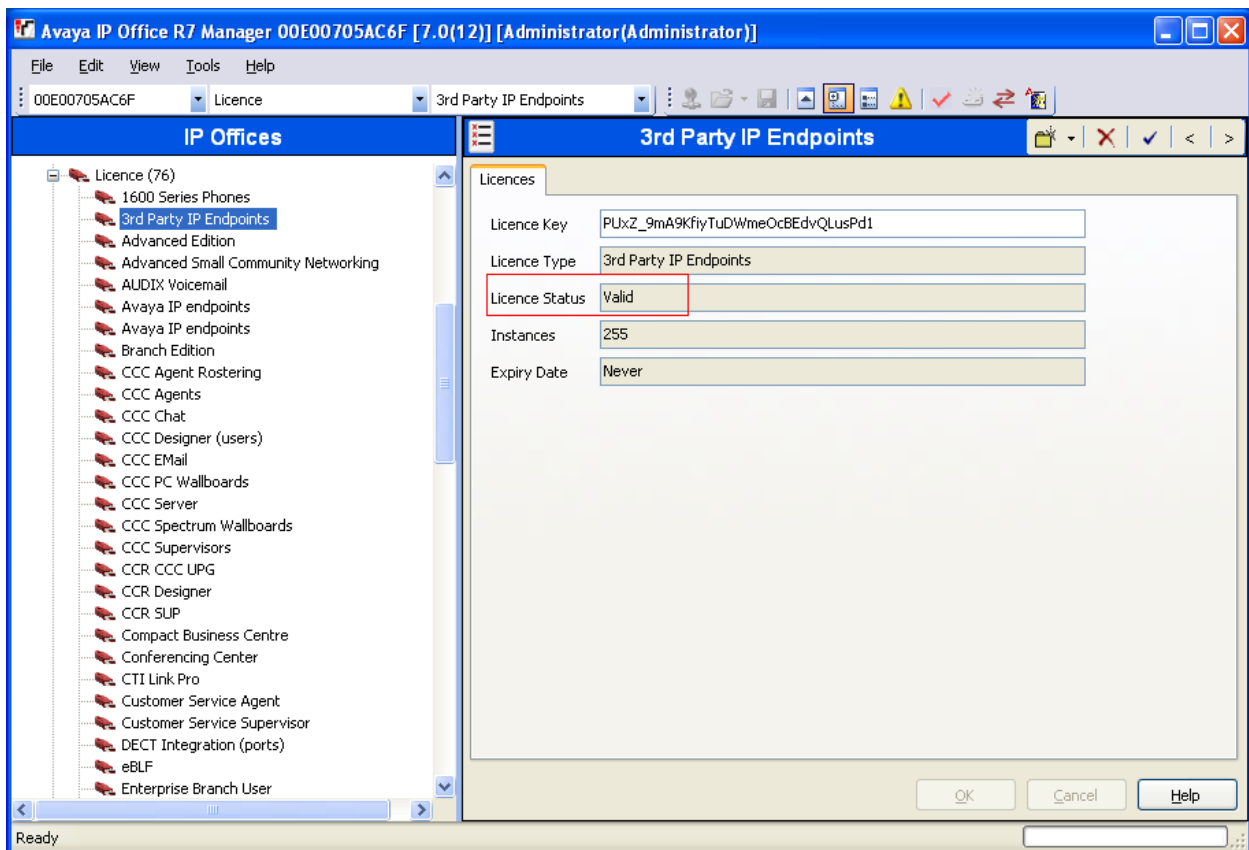 Avaya IP Office R7 Manager 00E00705AC6F [7.0(12)] [Administrator(Administrator)]
File Edit View Tools Help
00E00705AC6F Licence 3rd Party IP Endpoints
IP Offices
Licence (76)
1600 Series Phones
3rd Party IP Endpoints
Advanced Edition
Advanced Small Community Networking
AUDIX Voicemail
Avaya IP endpoints
Avaya IP endpoints
Branch Edition
CCC Agent Rostering
CCC Agents
CCC Chat
CCC Designer (users)
CCC EMail
CCC PC Wallboards
CCC Server
CCC Spectrum Wallboards
CCC Supervisors
CCR CCC UPG
CCR Designer
CCR SUP
Compact Business Centre
Conferencing Center
CTI Link Pro
Customer Service Agent
Customer Service Supervisor
DECT Integration (ports)
eBLF
Enterprise Branch User
3rd Party IP Endpoints
Licences
Licence Key PUxZ_9mA9KfiyTuDWmeOcBEdvQLusPd1
Licence Type 3rd Party IP Endpoints
Licence Status Valid
Instances 255
Expiry Date Never
OK Cancel Help
Ready